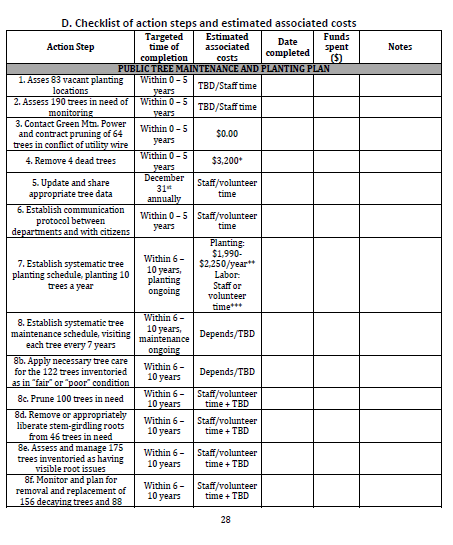 D. Checklist of action steps and estimated associated costs
Action Step
Targeted
time of
completion
Estimated
associated
costs
Date
completed
Funds
spent
($)
Notes
PUBLIC TREE MAINTENANCE AND PLANTING PLAN
1. Asses 83 vacant planting
locations
Within 0 – 5
years
TBD/Staff time
2. Assess 190 trees in need of
monitoring
Within 0 – 5
years
TBD/Staff time
3. Contact Green Mtn. Power
and contract pruning of 64
trees in conflict of utility wire
Within 0 – 5
years
$0.00
4. Remove 4 dead trees
Within 0 – 5
years
$3,200*
5. Update and share
appropriate tree data
December
31st
annually
Staff/volunteer
time
6. Establish communication
protocol between
departments and with citizens
Within 0 – 5
years
Staff/volunteer
time
7. Establish systematic tree
planting schedule, planting 10
trees a year
Within 6 –
10 years,
planting
ongoing
Planting:
$1,990-
$2,250/year**
Labor:
Staff or
volunteer
time***
8. Establish systematic tree
maintenance schedule, visiting
each tree every 7 years
Within 6 –
10 years,
maintenance
ongoing
Depends/TBD
8b. Apply necessary tree care
for the 122 trees inventoried
as in "fair" or "poor" condition
Within 6 –
10 years
Depends/TBD
8c. Prune 100 trees in need
Within 6 –
10 years
Staff/volunteer
time + TBD
8d. Remove or appropriately
liberate stem-girdling roots
from 46 trees in need
Within 6 –
10 years
Staff/volunteer
time + TBD
8e. Assess and manage 175
trees inventoried as having
visible root issues
Within 6 –
10 years
Staff/volunteer
time + TBD
8f. Monitor and plan for
removal and replacement of
156 decaying trees and 88
Within 6 –
10 years
Staff/volunteer
time + TBD
28